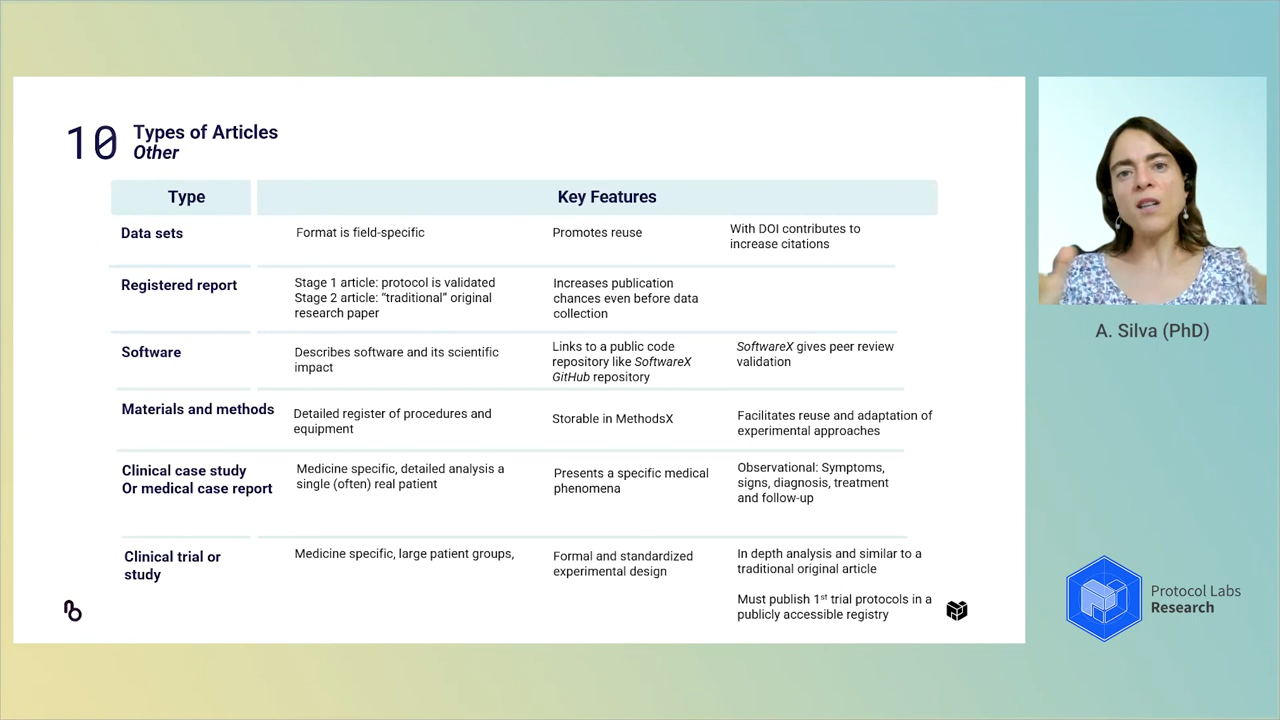 10
Types of Articles
Other
Type
Key Features
Data sets
Format is field-specific
Promotes reuse
With DOI contributes to
increase citations
Registered report
Stage 1 article: protocol is validated
Stage 2 article: “traditional” original
research paper
Increases publication
chances even before data
collection
Software
Describes software and its scientific
impact
Links to a public code
repository like SoftwareX
GitHub repository
SoftwareX gives peer review
validation
Materials and methods
Detailed register of procedures and
equipment
Storable in MethodsX
Facilitates reuse and adaptation of
experimental approaches
Clinical case study
Or medical case report
Medicine specific, detailed analysis a
single (often) real patient
Presents a specific medical
phenomena
Observational: Symptoms,
signs, diagnosis, treatment
and follow-up
Clinical trial or
study
Medicine specific, large patient groups,
Formal and standardized
experimental design
In depth analysis and similar to a
traditional original article
Must publish 1st trial protocols in a
publicly accessible registry
A. Silva (PhD)
Protocol Labs
Research